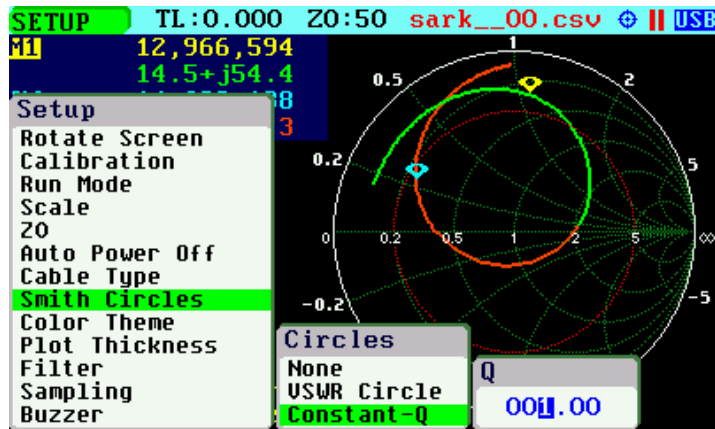 SETUP TL:0.000 Z0:50 sark__00.csv USB
M1 12,966,594
14.5+j54.4
8
3
Setup
Rotate Screen
Calibration
Run Mode
Scale
Z0
Auto Power Off
Cable Type
Smith Circles
Color Theme
Plot Thickness
Filter
Sampling
Buzzer
Circles
None
VSWR Circle
Constant-Q
Q
001.00
1
0.5 2
0.2 5
0 0.2 0.5 1 2 5 ∞
-0.2 -5